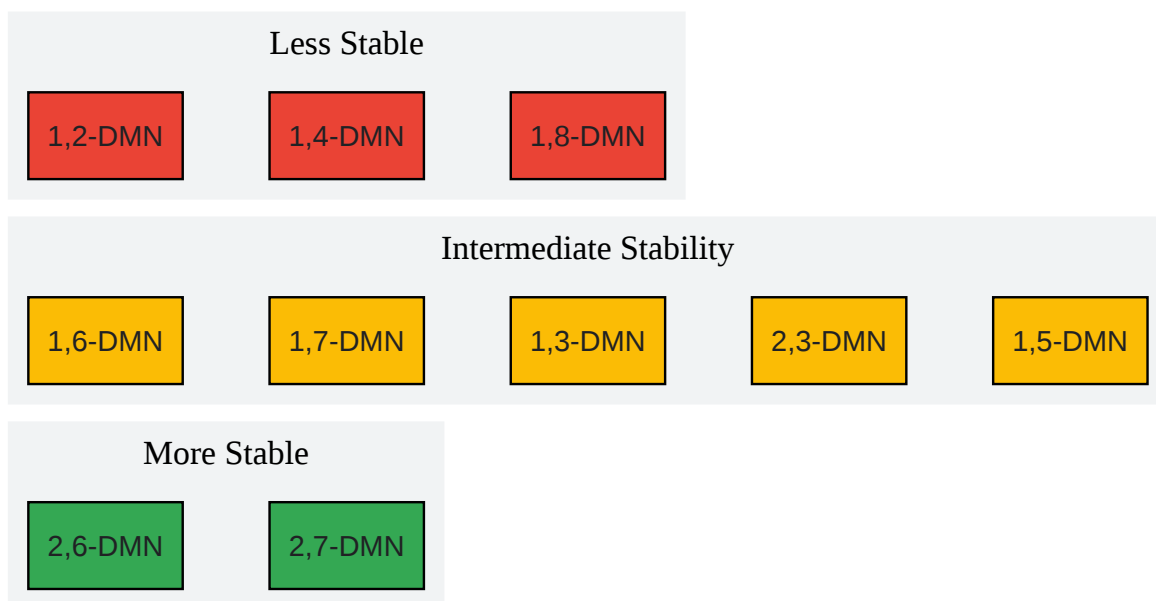 Less Stable
1,2-DMN 1,4-DMN 1,8-DMN
Intermediate Stability
1,6-DMN 1,7-DMN 1,3-DMN 2,3-DMN 1,5-DMN
More Stable
2,6-DMN 2,7-DMN